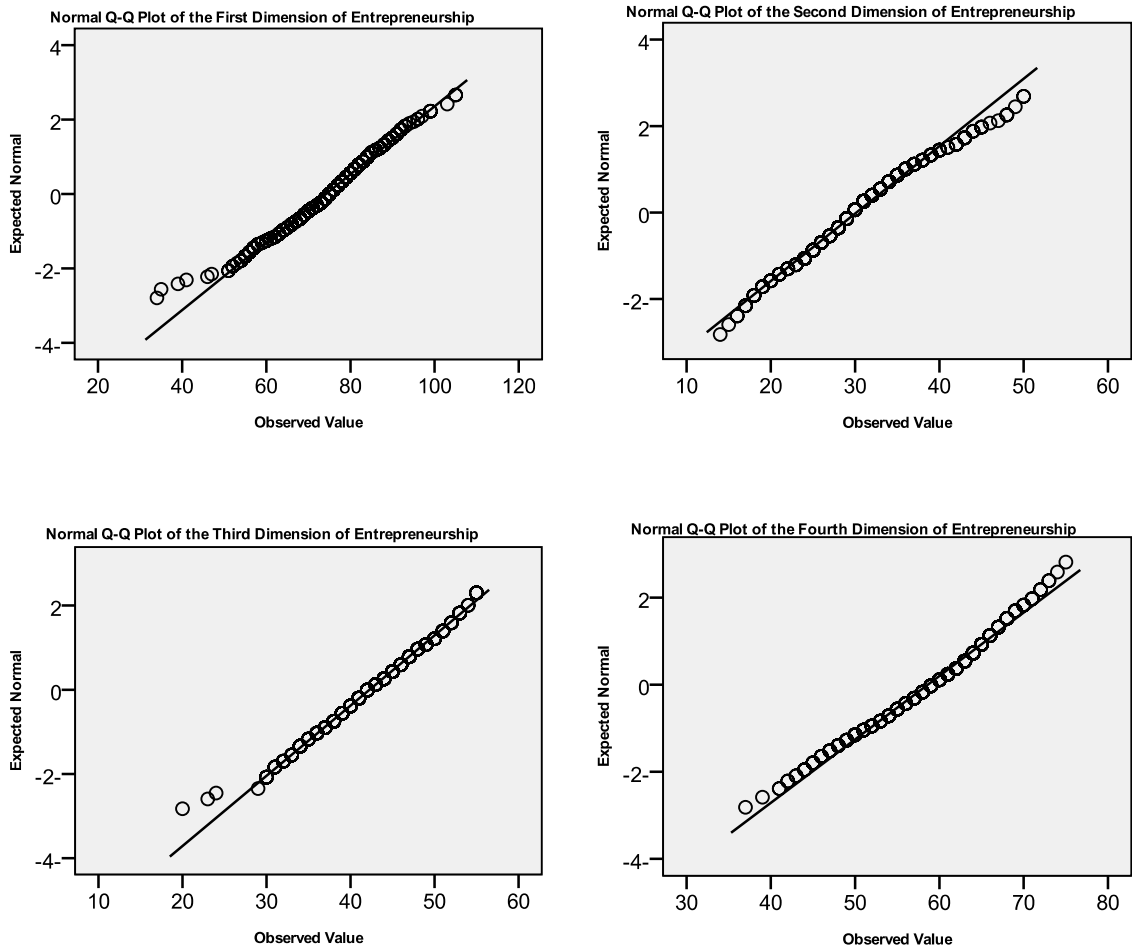 Normal Q-Q Plot of the First Dimension of Entrepreneurship
4
2
0
-2-
-4-
Expected Normal
20 40 60 80 100 120
Observed Value
Normal Q-Q Plot of the Second Dimension of Entrepreneurship
4
2
0
-2-
Expected Normal
10 20 30 40 50 60
Observed Value
Normal Q-Q Plot of the Third Dimension of Entrepreneurship
2
0
-2-
-4-
Expected Normal
10 20 30 40 50 60
Observed Value
Normal Q-Q Plot of the Fourth Dimension of Entrepreneurship
2
0
-2-
-4-
Expected Normal
30 40 50 60 70 80
Observed Value